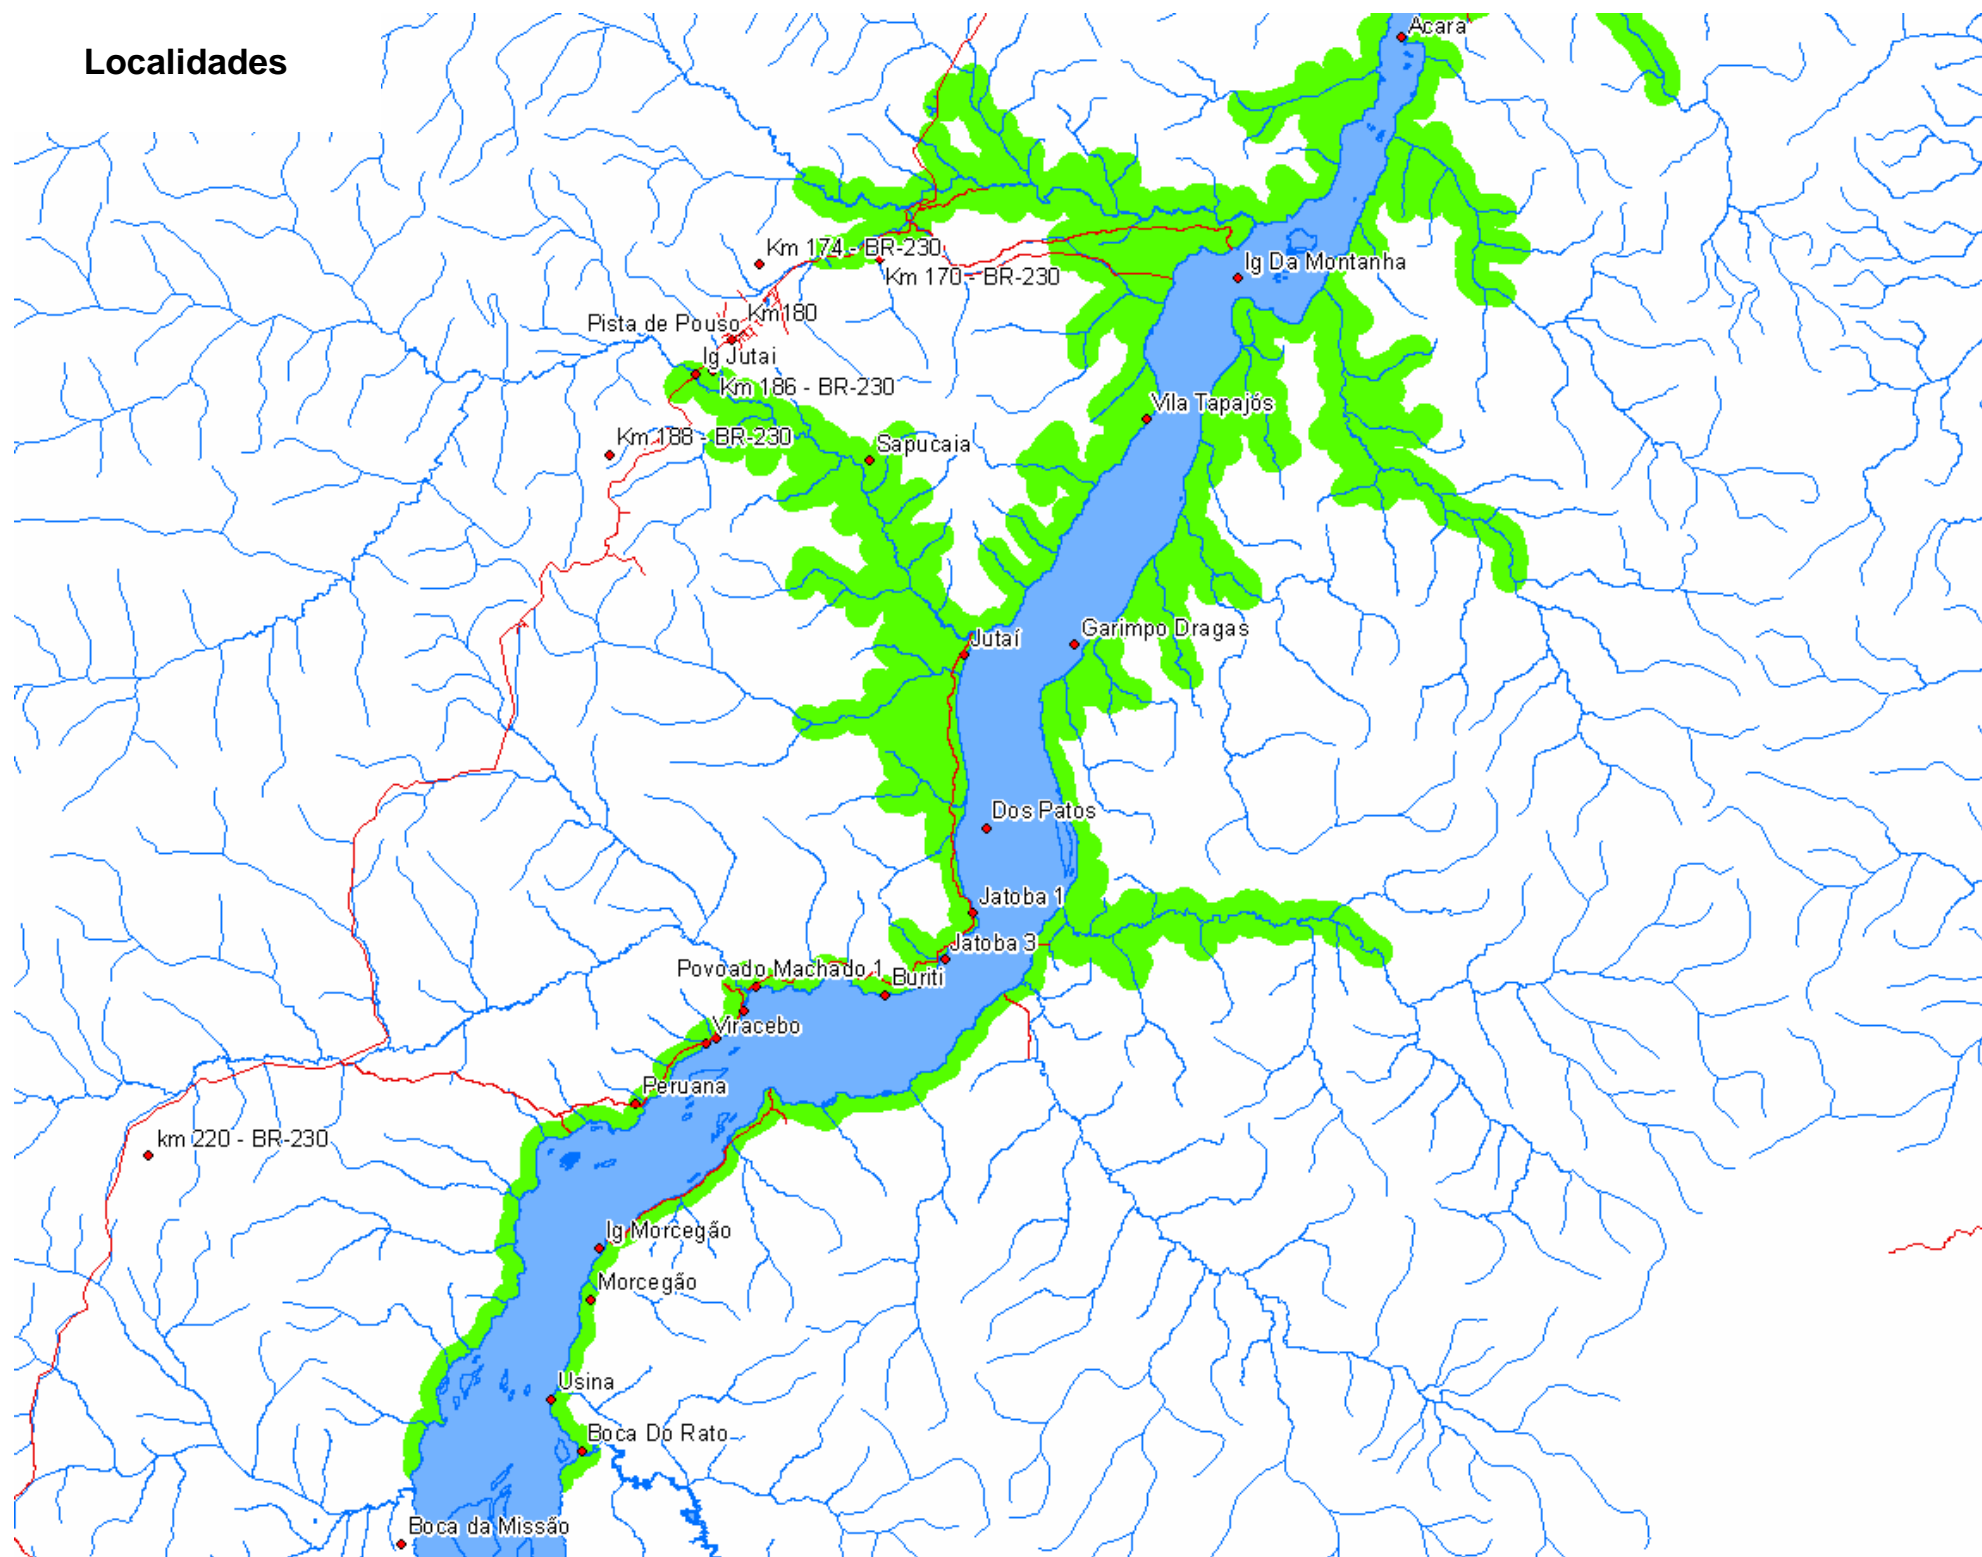 Localidades
Acara
Km 174 - BR-230
Ig Da Montanha
Km 170 - BR-230
Km180
Pista de Pouso
Ig Jutai
Km 186 - BR-230
Vila Tapajós
Km 188 - BR-230
Sapucaia
Garimpo Dragas
Jutaí
Dos Patos
Jatoba 1
Jatoba 3
Povoado Machado 1
Buriti
Viracebo
Peruana
km 220 - BR-230
Ig Morcegão
Morcegão
Usina
Boca Do Rato
Boca da Missão